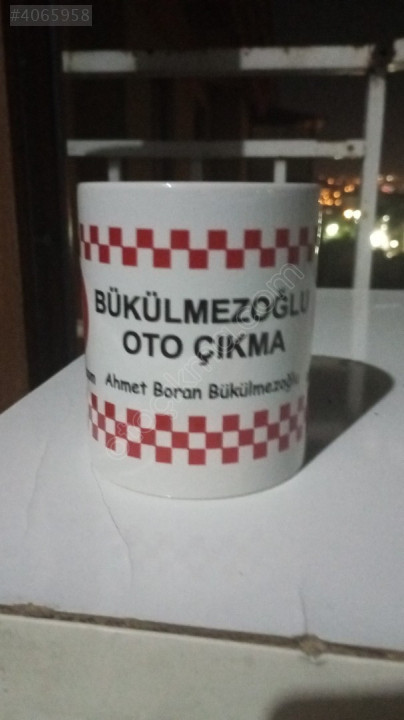 #4065958
BÜKÜLMEZOĞLU
OTO ÇIKMA
Ahmet Boran Bükülmezoğlu